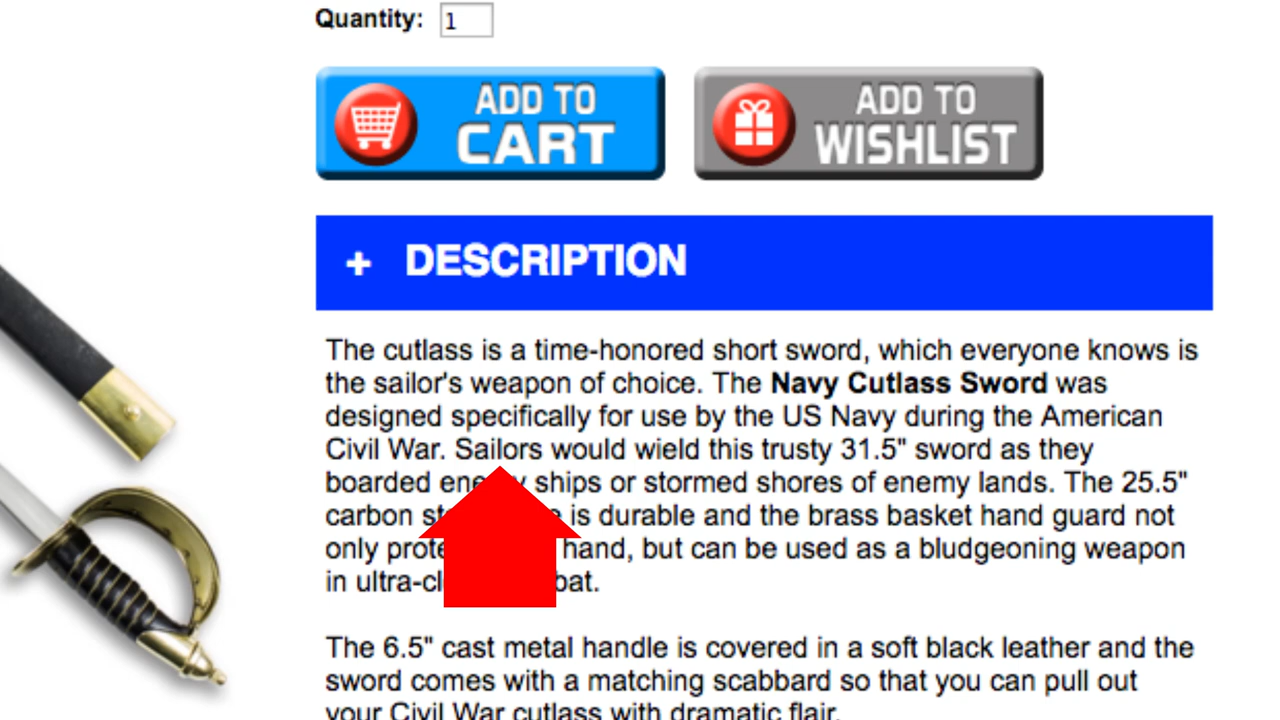 Quantity: 1
ADD TO
CART
ADD TO
WISHLIST
+ DESCRIPTION
The cutlass is a time-honored short sword, which everyone knows is
the sailor's weapon of choice. The Navy Cutlass Sword was
designed specifically for use by the US Navy during the American
Civil War. Sailors would wield this trusty 31.5" sword as they
boarded enemy ships or stormed shores of enemy lands. The 25.5"
carbon is durable and the brass basket hand guard not
only hand, but can be used as a bludgeoning weapon
in
The 6.5" cast metal handle is covered in a soft black leather and the
sword comes with a matching scabbard so that you can pull out
your Civil War cutlass with dramatic flair.